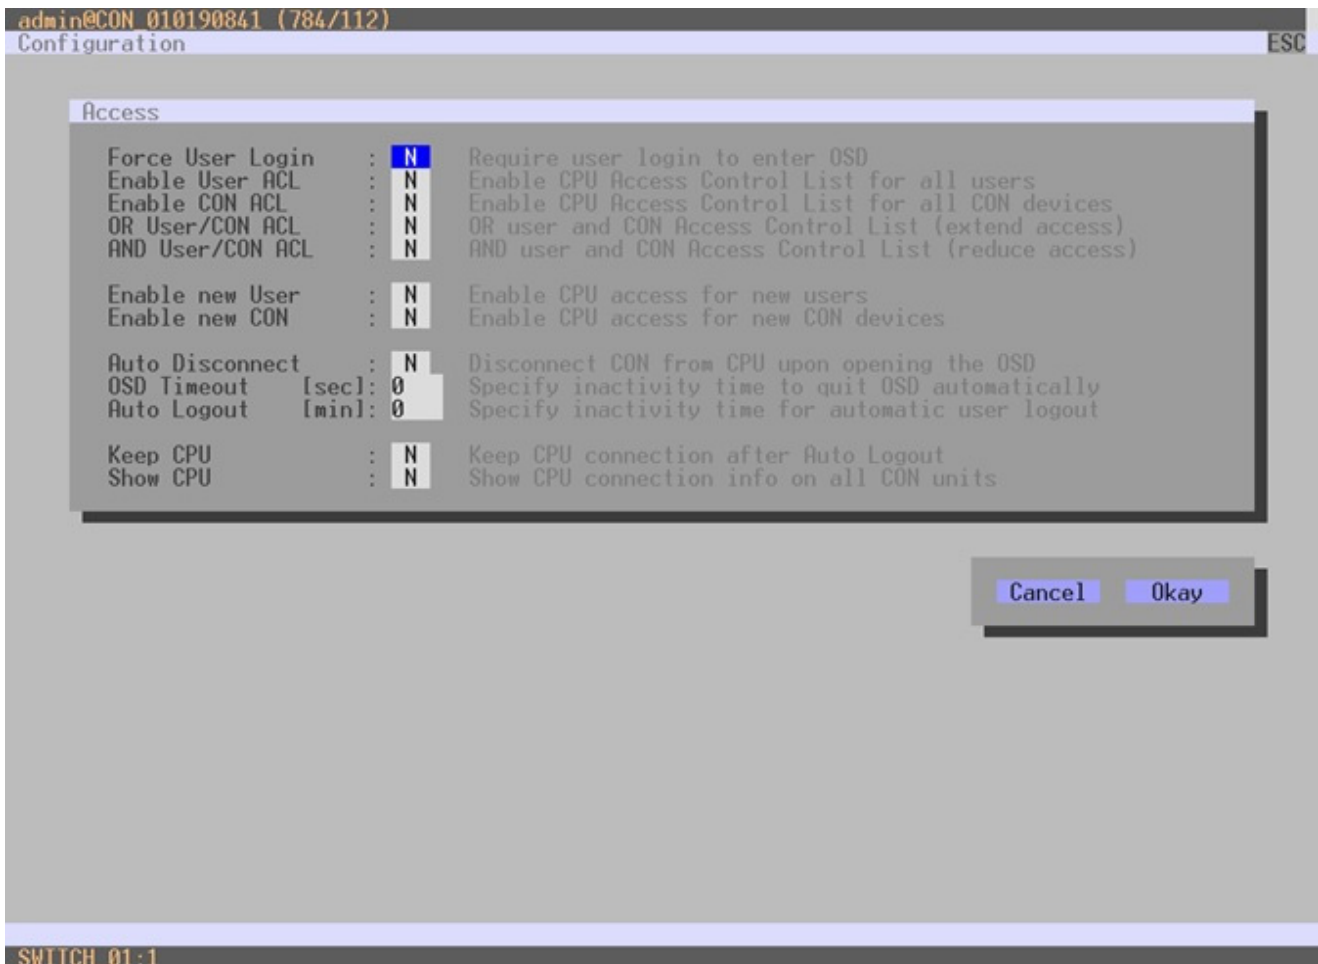 admin@CON_010190841 (784/112)
Configuration ESC
Access
Force User Login : N Require user login to enter OSD
Enable User ACL : N Enable CPU Access Control List for all users
Enable CON ACL : N Enable CPU Access Control List for all CON devices
OR User/CON ACL : N OR user and CON Access Control List (extend access)
AND User/CON ACL : N AND user and CON Access Control List (reduce access)
Enable new User : N Enable CPU access for new users
Enable new CON : N Enable CPU access for new CON devices
Auto Disconnect : N Disconnect CON from CPU upon opening the OSD
OSD Timeout [sec]: 0 Specify inactivity time to quit OSD automatically
Auto Logout [min]: 0 Specify inactivity time for automatic user logout
Keep CPU : N Keep CPU connection after Auto Logout
Show CPU : N Show CPU connection info on all CON units
Cancel Okay
SWITCH_01:1